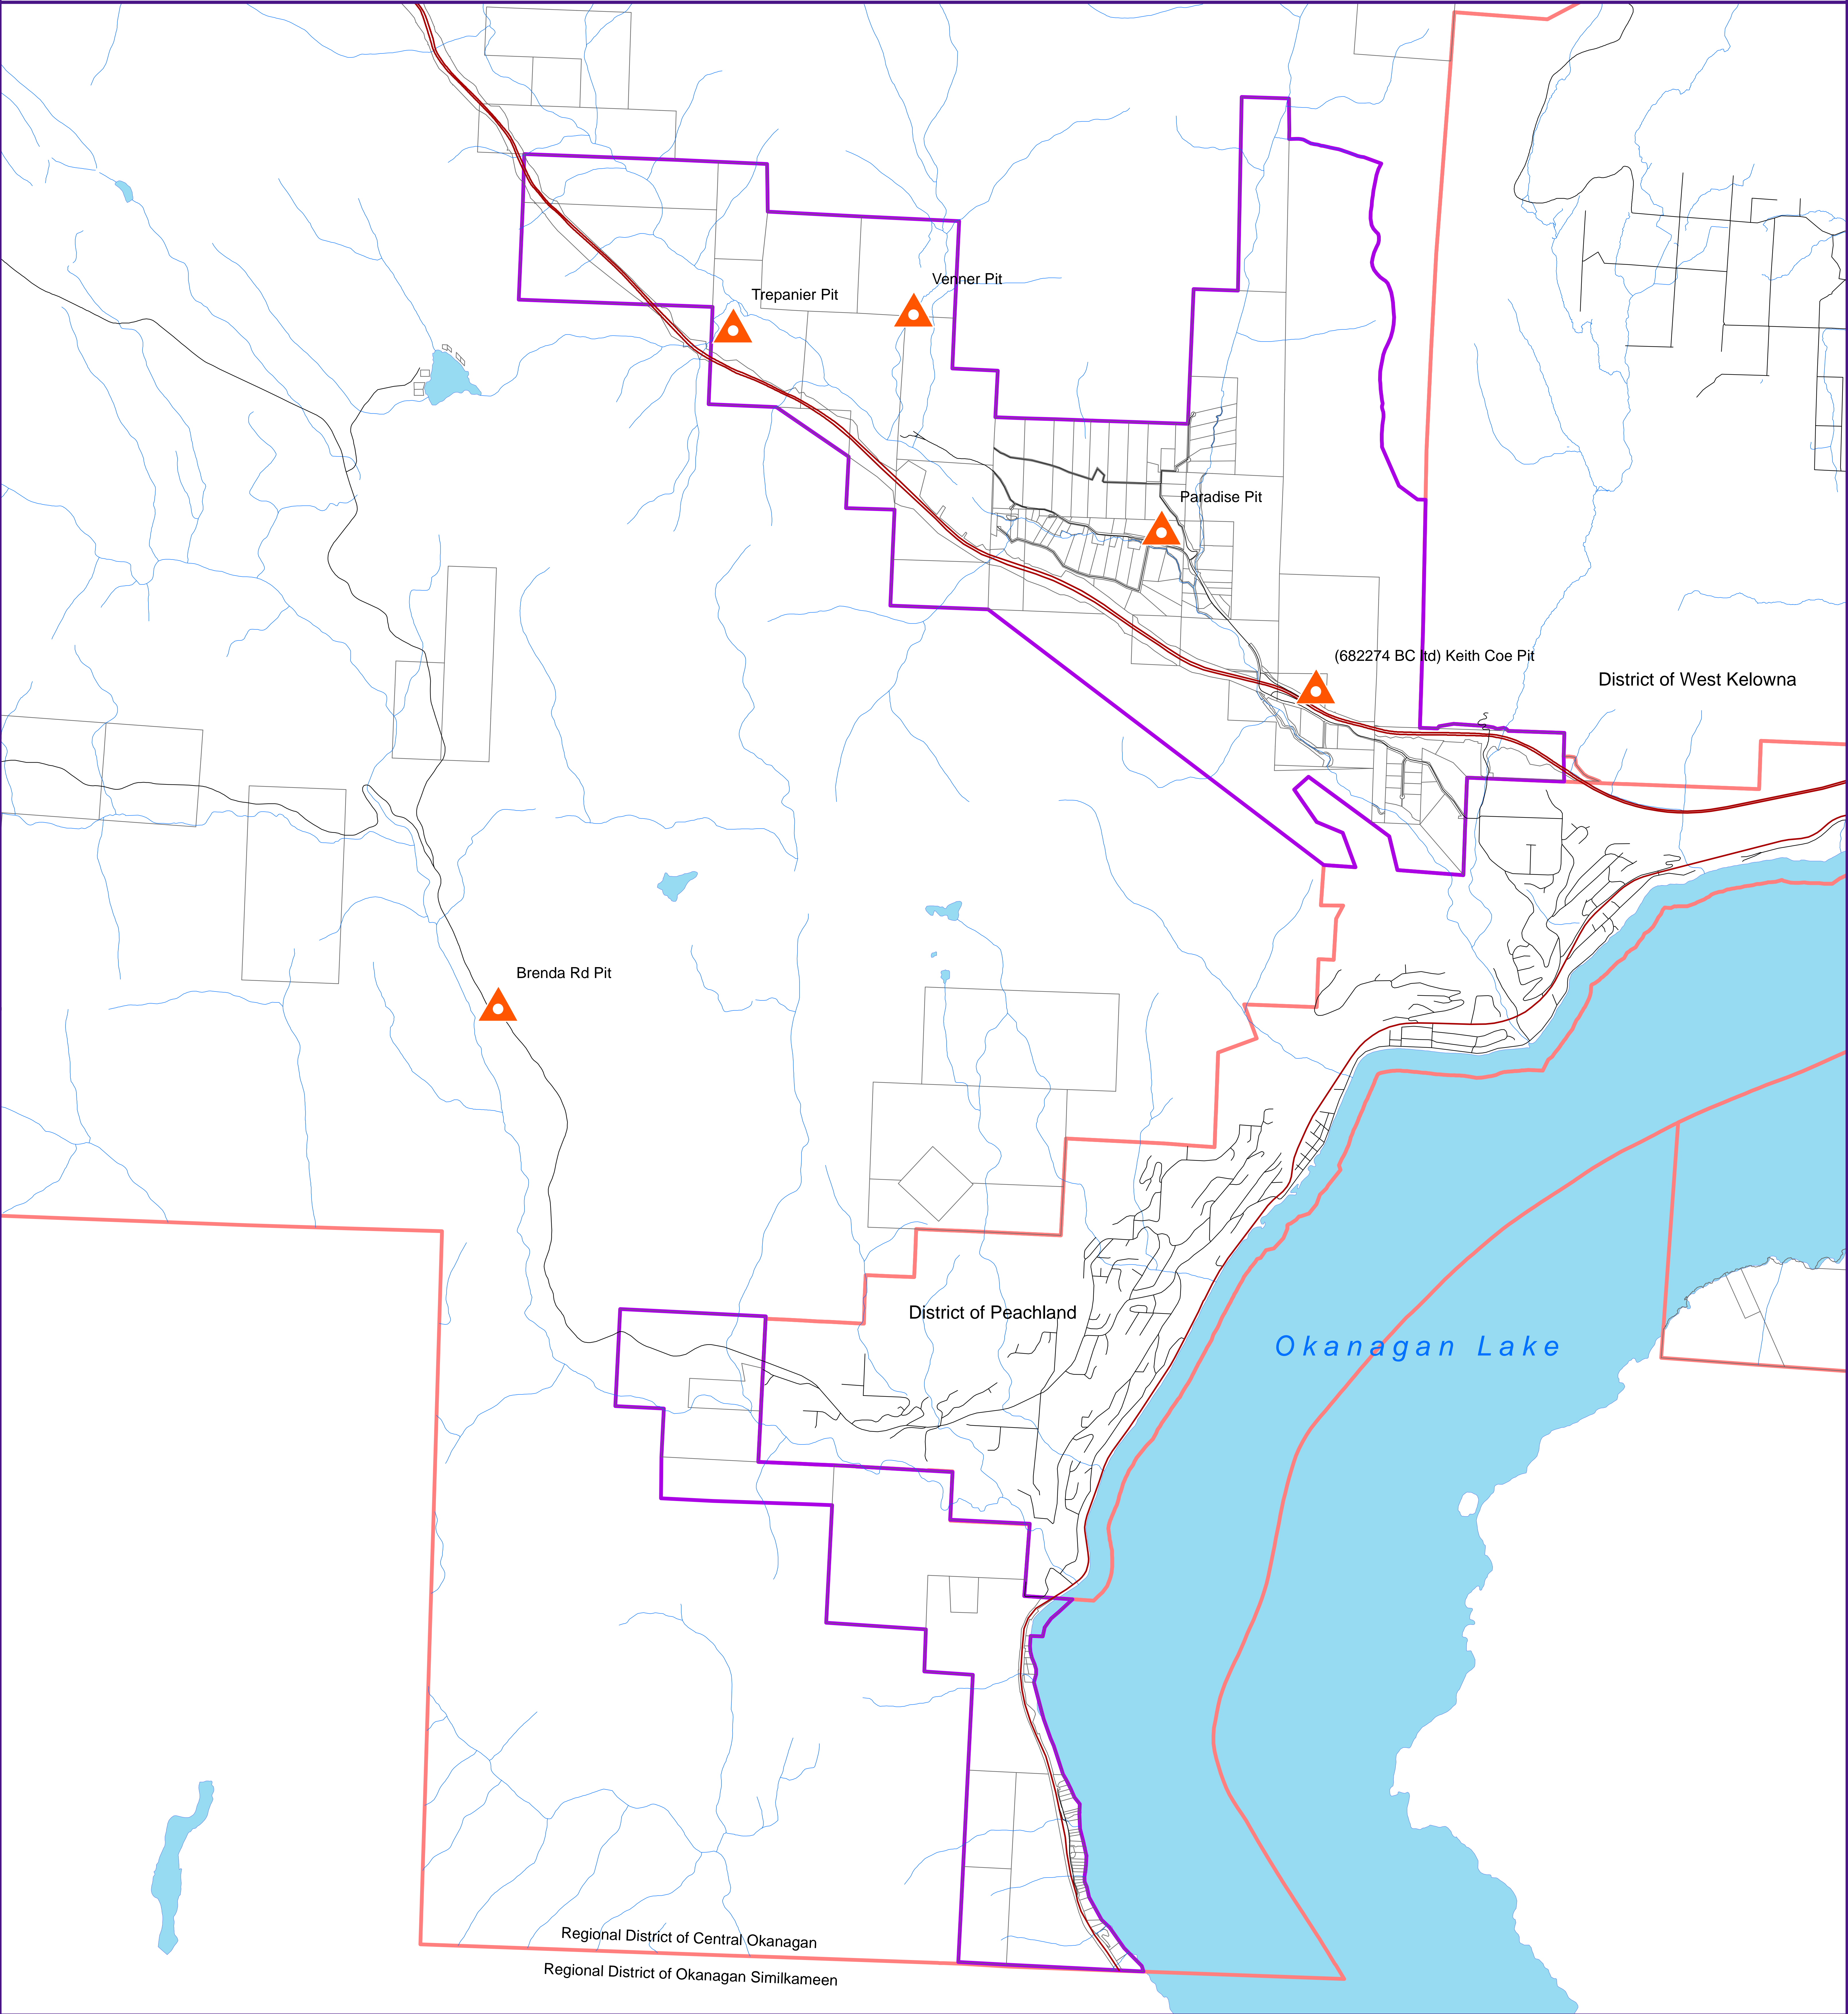 Venner Pit
Trepanier Pit
Paradise Pit
(682274 BC ltd) Keith Coe Pit
District of West Kelowna
Brenda Rd Pit
District of Peachland
Okanagan Lake
Regional District of Central Okanagan
Regional District of Okanagan Similkameen